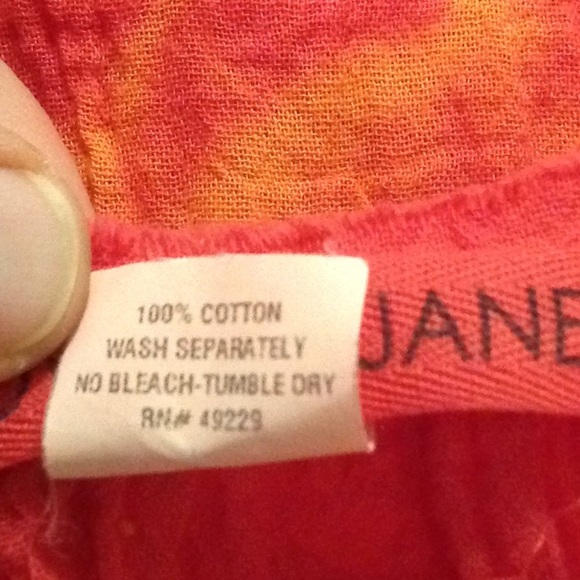 100% COTTON
WASH SEPARATELY
NO BLEACH-TUMBLE DRY
RN# 49229
JANE